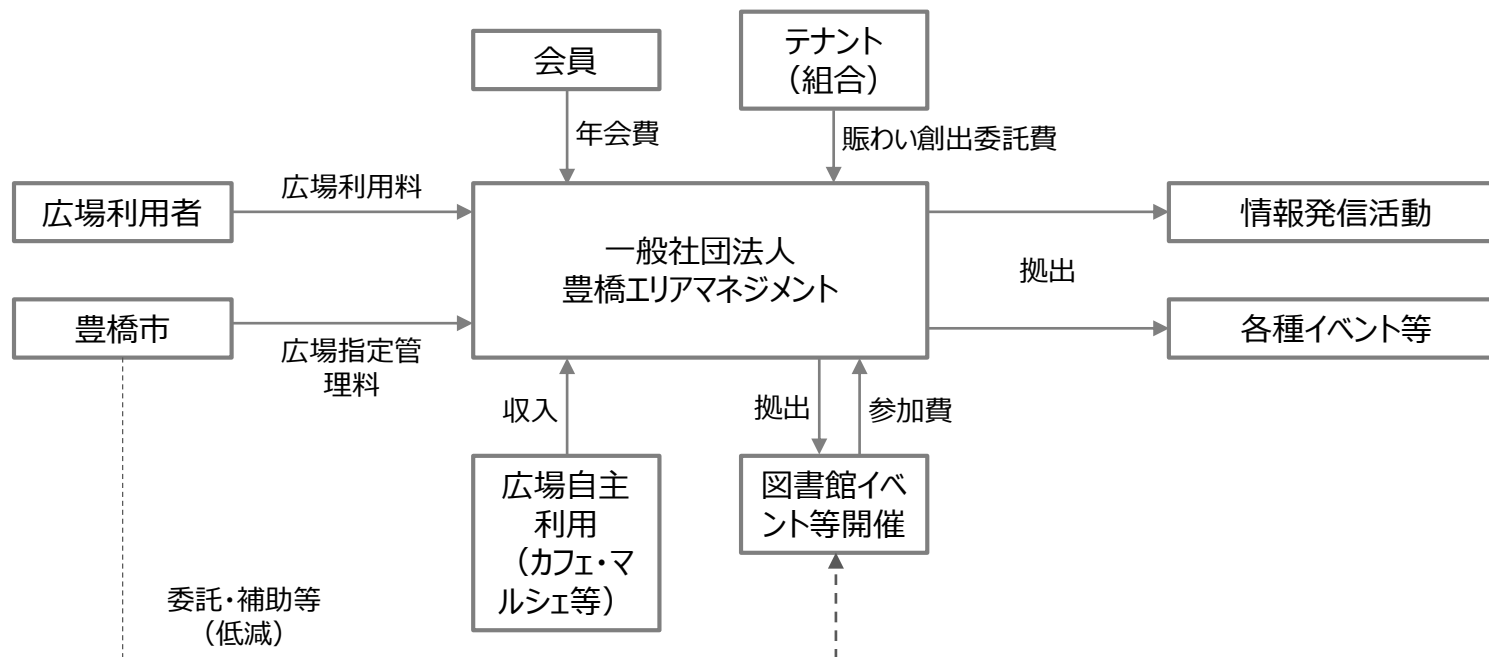 会員
テナント
（組合）
年会費
賑わい創出委託費
広場利用者
広場利用料
一般社団法人
豊橋エリアマネジメント
情報発信活動
拠出
豊橋市
広場指定管
理料
各種イベント等
収入
拠出
参加費
広場自主
利用
（カフェ・マ
ルシェ等）
図書館イベ
ント等開催
委託・補助等
（低減）